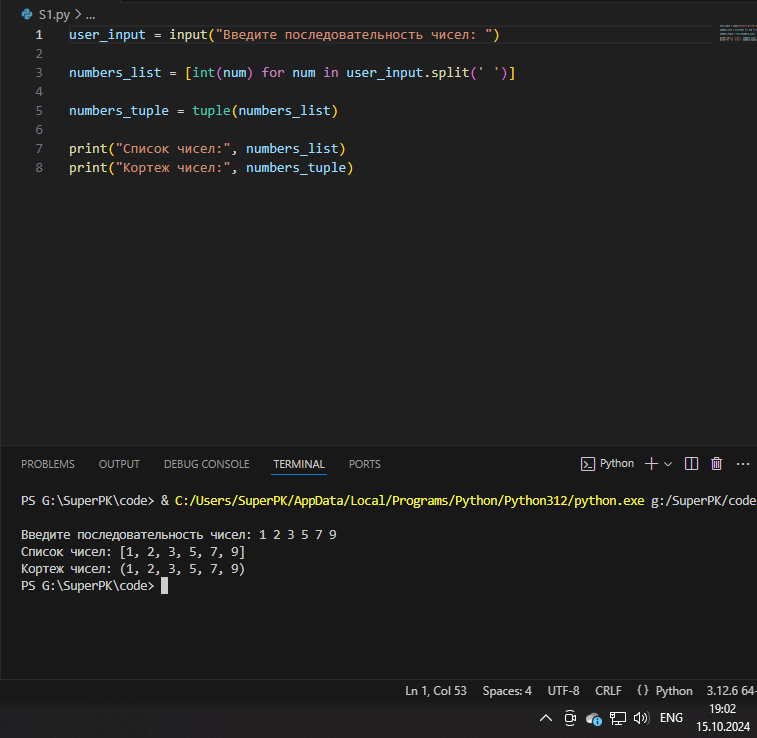 S1.py > ...
1 user_input = input("Введите последовательность чисел: ")
2
3 numbers_list = [int(num) for num in user_input.split(' ')]
4
5 numbers_tuple = tuple(numbers_list)
6
7 print("Список чисел:", numbers_list)
8 print("Кортеж чисел:", numbers_tuple)
PROBLEMS OUTPUT DEBUG CONSOLE TERMINAL PORTS Python ...
PS G:\SuperPK\code> & C:/Users/SuperPK/AppData/Local/Programs/Python/Python312/python.exe g:/SuperPK/code
Введите последовательность чисел: 1 2 3 5 7 9
Список чисел: [1, 2, 3, 5, 7, 9]
Кортеж чисел: (1, 2, 3, 5, 7, 9)
PS G:\SuperPK\code>
Ln 1, Col 53 Spaces: 4 UTF-8 CRLF {} Python 3.12.6 64-
ENG 19:02
15.10.2024